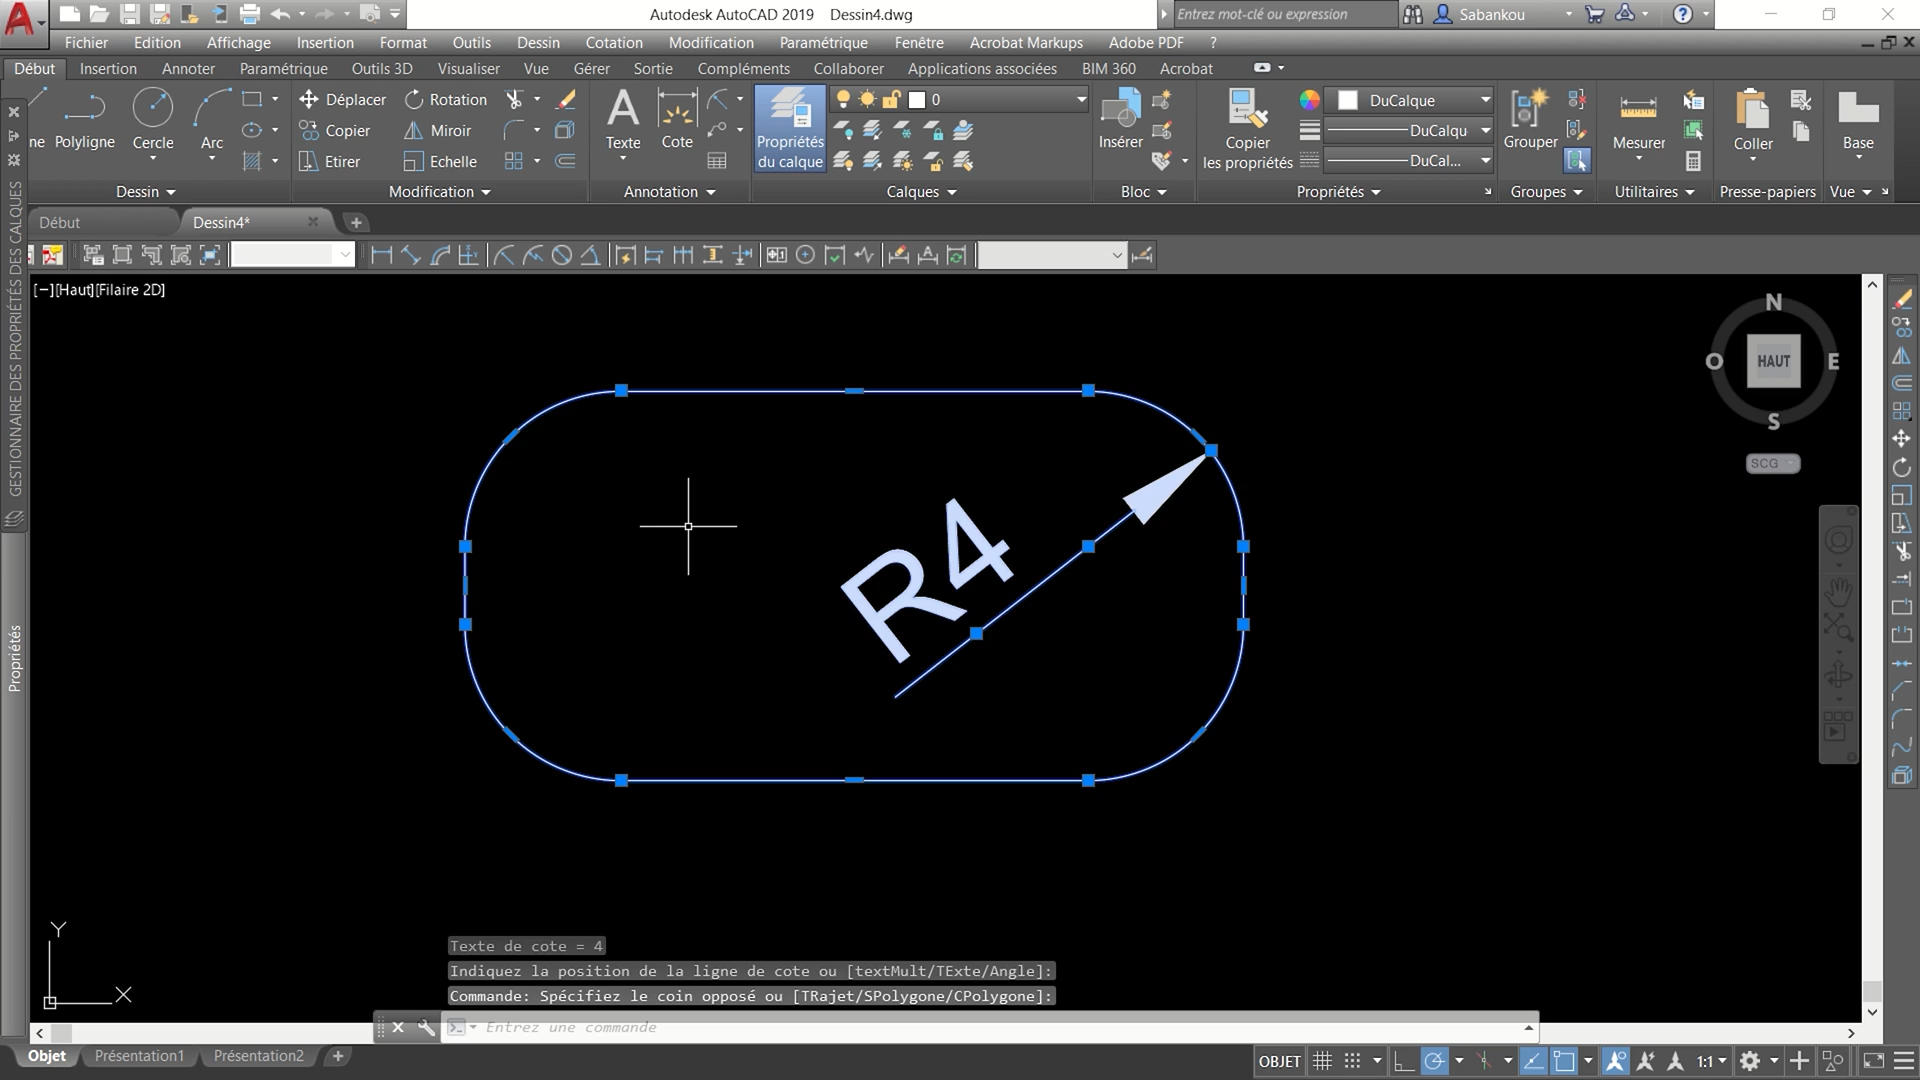 A Autodesk AutoCAD 2019 Dessin4.dwg Entrez mot-clé ou expression Sabankou ?
Fichier Edition Affichage Insertion Format Outils Dessin Cotation Modification Paramétrique Fenêtre Acrobat Markups Adobe PDF ?
Début Insertion Annoter Paramétrique Outils 3D Visualiser Vue Gérer Sortie Compléments Collaborer Applications associées BIM 360 Acrobat
Déplacer Rotation 0 DuCalque
Copier Miroir DuCalqu
ne Polyligne Cercle Arc Texte Cote Propriétés Insérer Copier Grouper Mesurer Coller Base
Etirer Echelle du calque les propriétés DuCal...
Dessin Modification Annotation Calques Bloc Propriétés Groupes Utilitaires Presse-papiers Vue
Début Dessin4*
GESTIONNAIRE DES PROPRIÉTÉS DES CALQUES
Propriétés
[−][Haut][Filaire 2D]
N
O HAUT E
S
SCG
R4
Y
X
Texte de cote = 4
Indiquez la position de la ligne de cote ou [textMult/TExte/Angle]:
Commande: Spécifiez le coin opposé ou [TRajet/SPolygone/CPolygone]:
Entrez une commande
Objet Présentation1 Présentation2 +
OBJET 1:1